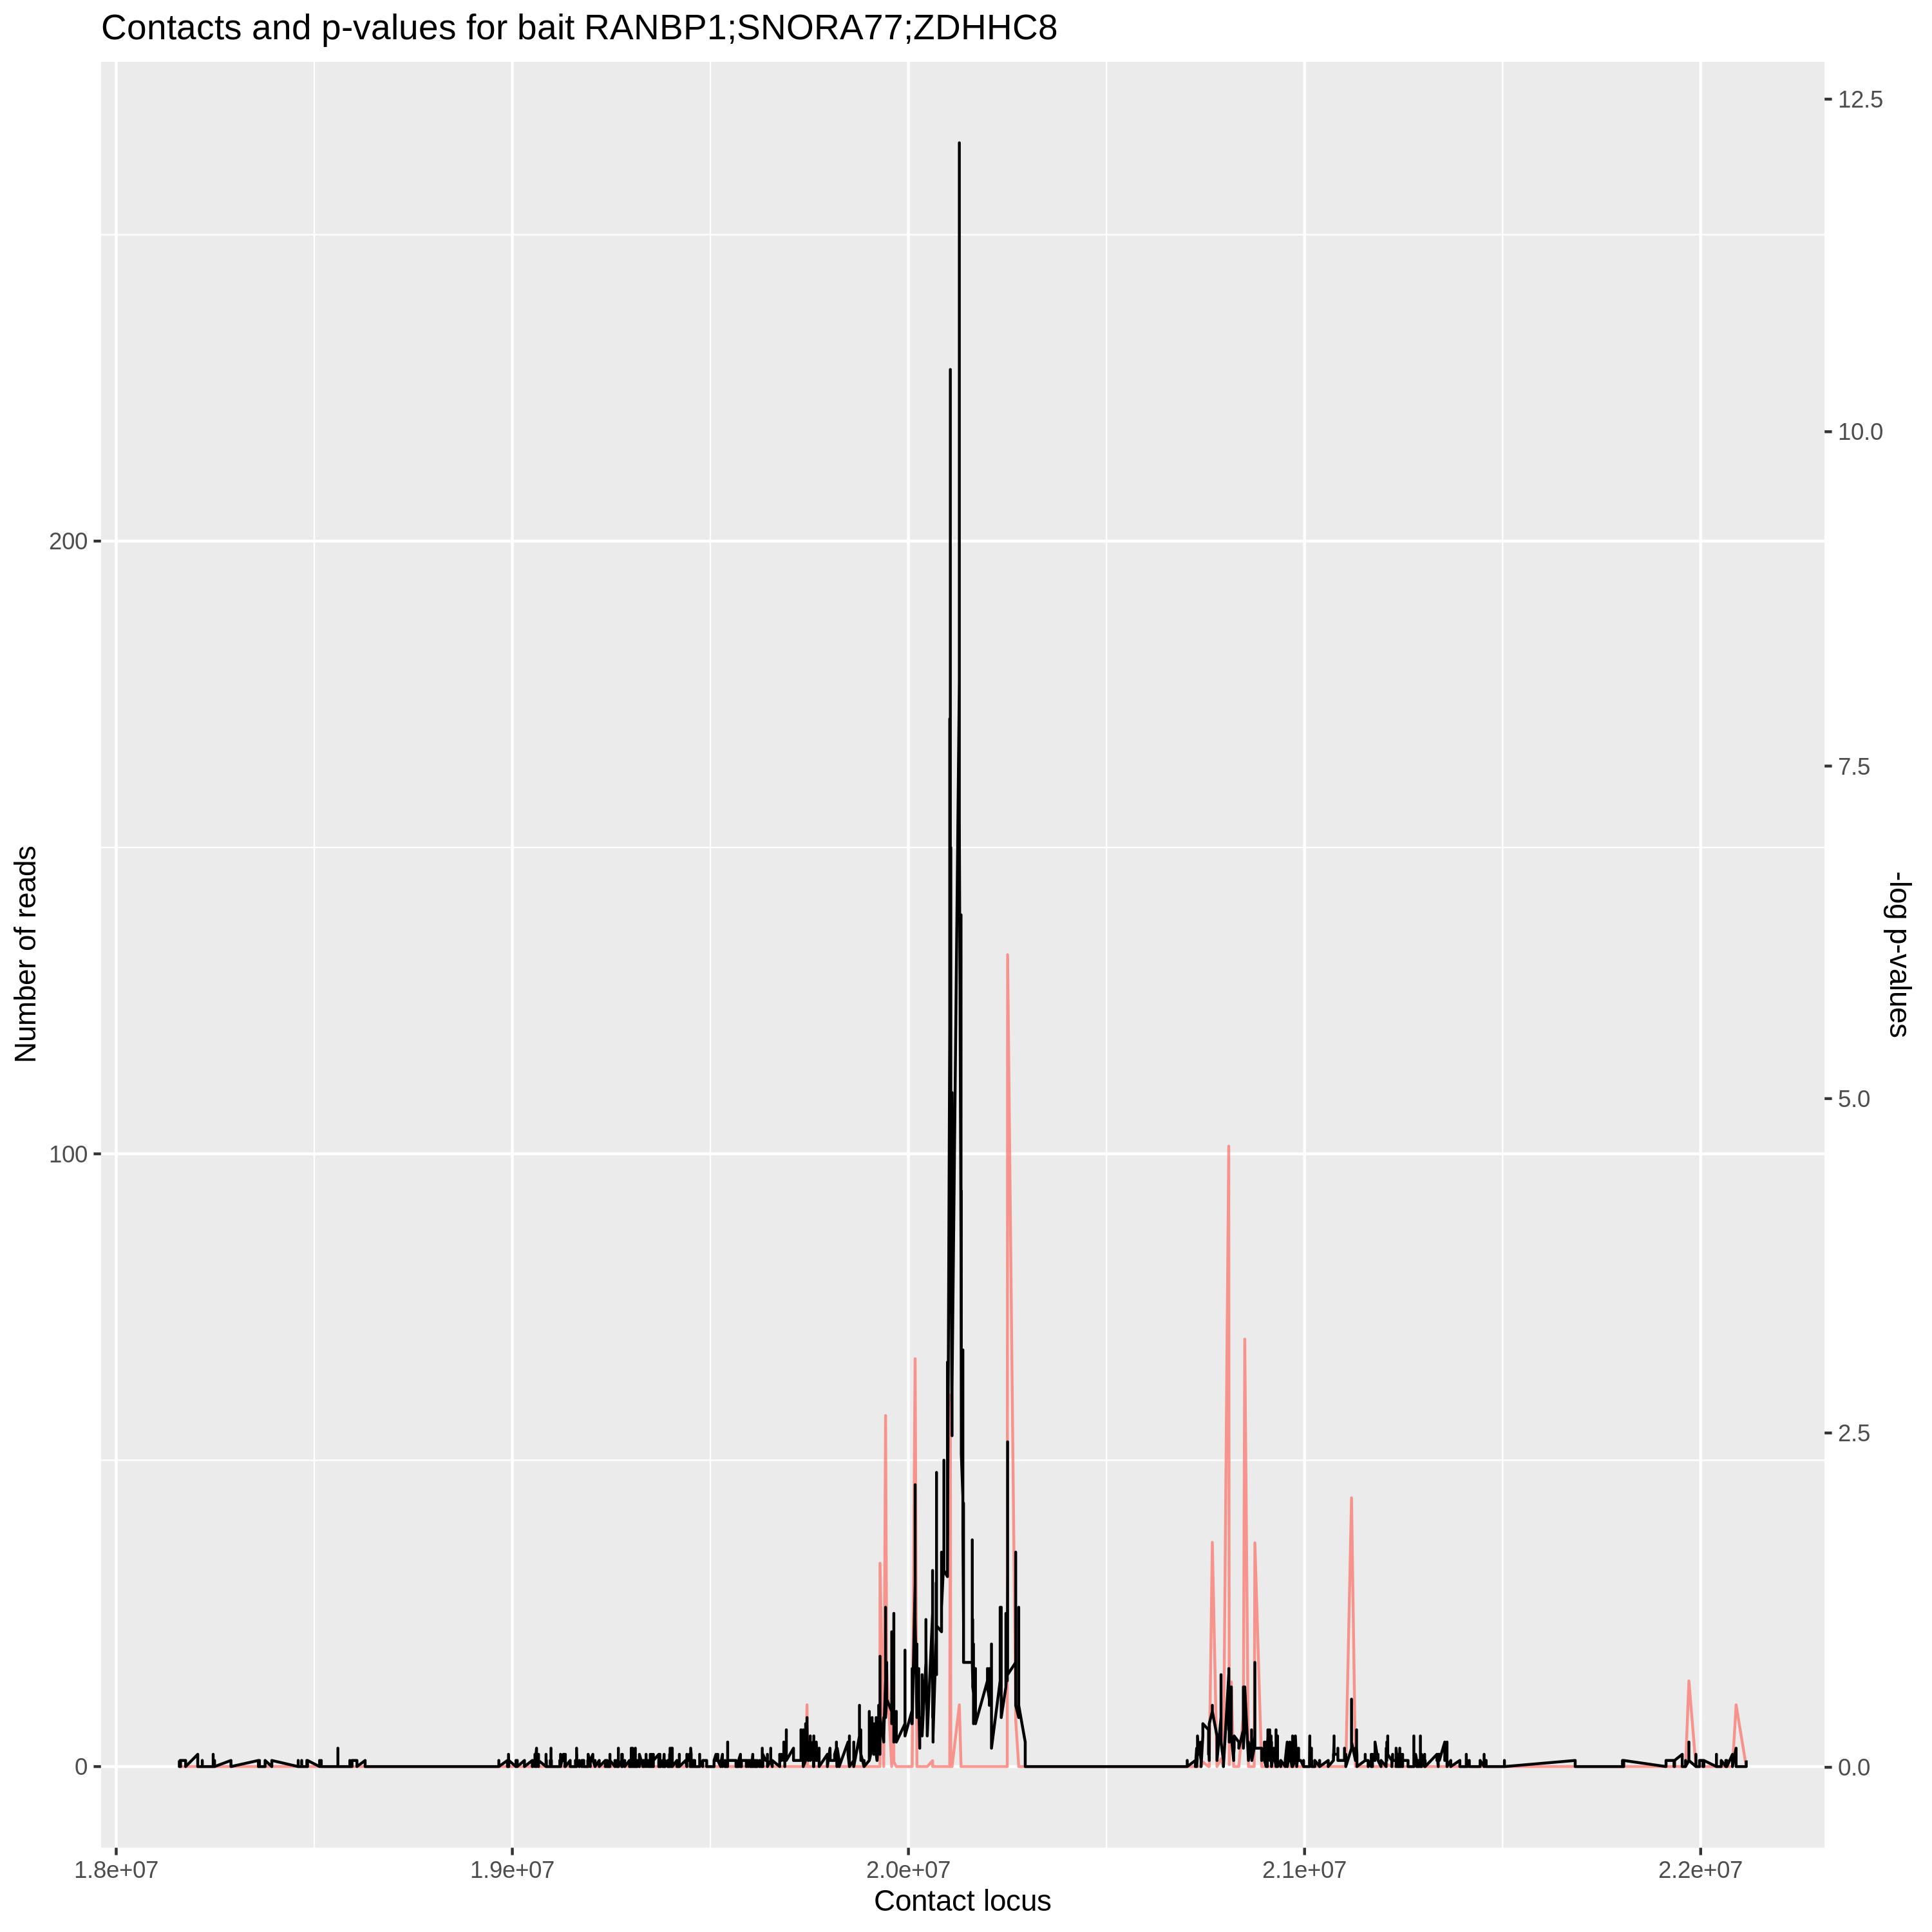 Contacts and p-values for bait RANBP1;SNORA77;ZDHHC8
12.5
10.0
200
7.5
Number of reads
-log p-values
5.0
100
2.5
0
0.0
1.8e+07 1.9e+07 2.0e+07 2.1e+07 2.2e+07
Contact locus